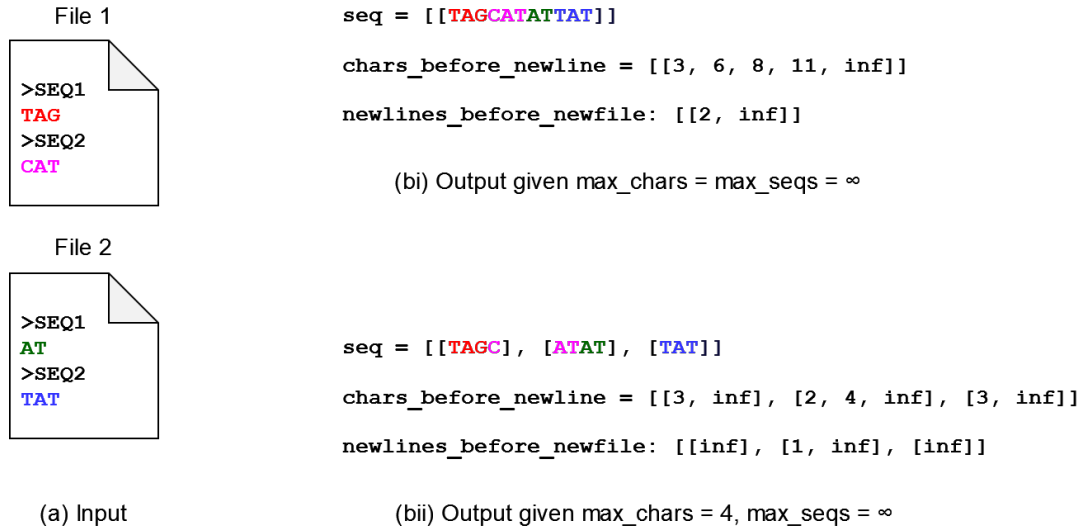 File 1
>SEQ1
TAG
>SEQ2
CAT
File 2
>SEQ1
AT
>SEQ2
TAT
(a) Input
seq = [[TAGCATATTAT]]
chars_before_newline = [[3, 6, 8, 11, inf]]
newlines_before_newfile: [[2, inf]]
(bi) Output given max_chars = max_seqs = ∞
seq = [[TAGC], [ATAT], [TAT]]
chars_before_newline = [[3, inf], [2, 4, inf], [3, inf]]
newlines_before_newfile: [[inf], [1, inf], [inf]]
(bii) Output given max_chars = 4, max_seqs = ∞